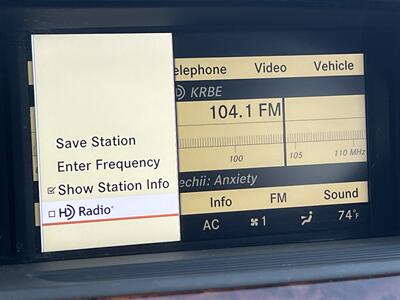 elephone Video Vehicle
HD KRBE
104.1 FM
100 105 110 MHz
echii: Anxiety
Save Station
Enter Frequency
Show Station Info
HD Radio®
Info FM Sound
AC 1 74°F